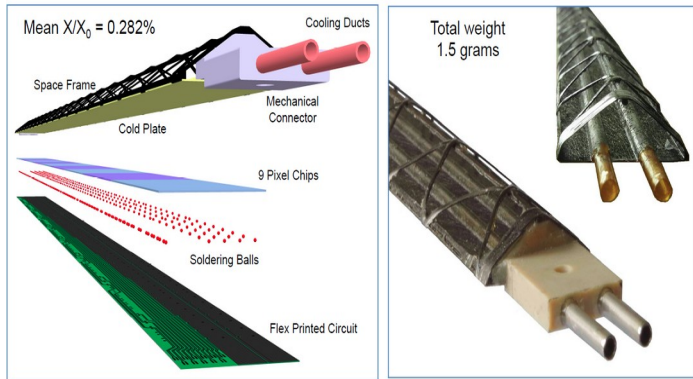 Mean X/X₀ = 0.282%
Cooling Ducts
Space Frame
Mechanical
Connector
Cold Plate
9 Pixel Chips
Soldering Balls
Flex Printed Circuit
Total weight
1.5 grams